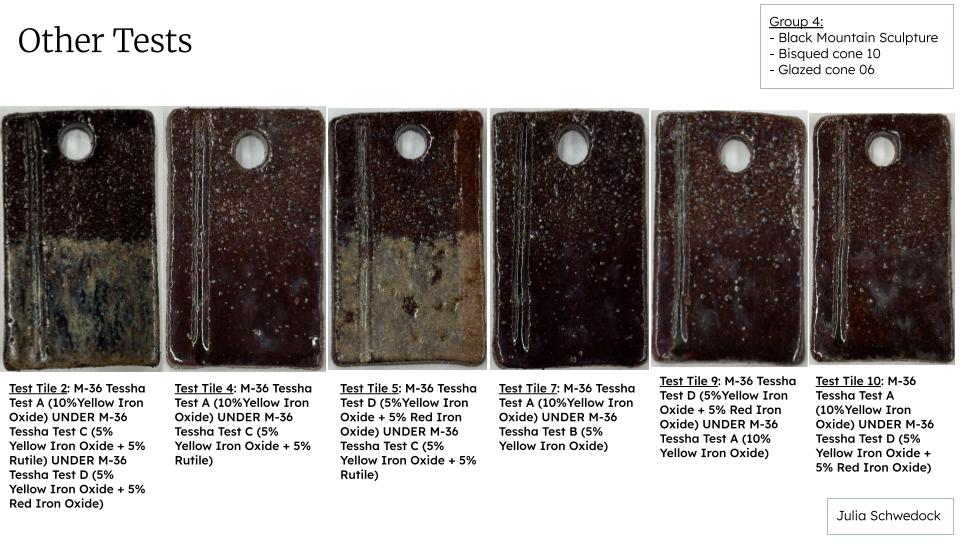 Other Tests
Group 4:
- Black Mountain Sculpture
- Bisqued cone 10
- Glazed cone 06
Test Tile 2: M-36 Tessha
Test A (10%Yellow Iron
Oxide) UNDER M-36
Tessha Test C (5%
Yellow Iron Oxide + 5%
Rutile) UNDER M-36
Tessha Test D (5%
Yellow Iron Oxide + 5%
Red Iron Oxide)
Test Tile 4: M-36 Tessha
Test A (10%Yellow Iron
Oxide) UNDER M-36
Tessha Test C (5%
Yellow Iron Oxide + 5%
Rutile)
Test Tile 5: M-36 Tessha
Test D (5%Yellow Iron
Oxide + 5% Red Iron
Oxide) UNDER M-36
Tessha Test C (5%
Yellow Iron Oxide + 5%
Rutile)
Test Tile 7: M-36 Tessha
Test A (10%Yellow Iron
Oxide) UNDER M-36
Tessha Test B (5%
Yellow Iron Oxide)
Test Tile 9: M-36 Tessha
Test D (5%Yellow Iron
Oxide + 5% Red Iron
Oxide) UNDER M-36
Tessha Test A (10%
Yellow Iron Oxide)
Test Tile 10: M-36
Tessha Test A
(10%Yellow Iron
Oxide) UNDER M-36
Tessha Test D (5%
Yellow Iron Oxide +
5% Red Iron Oxide)
Julia Schwedock